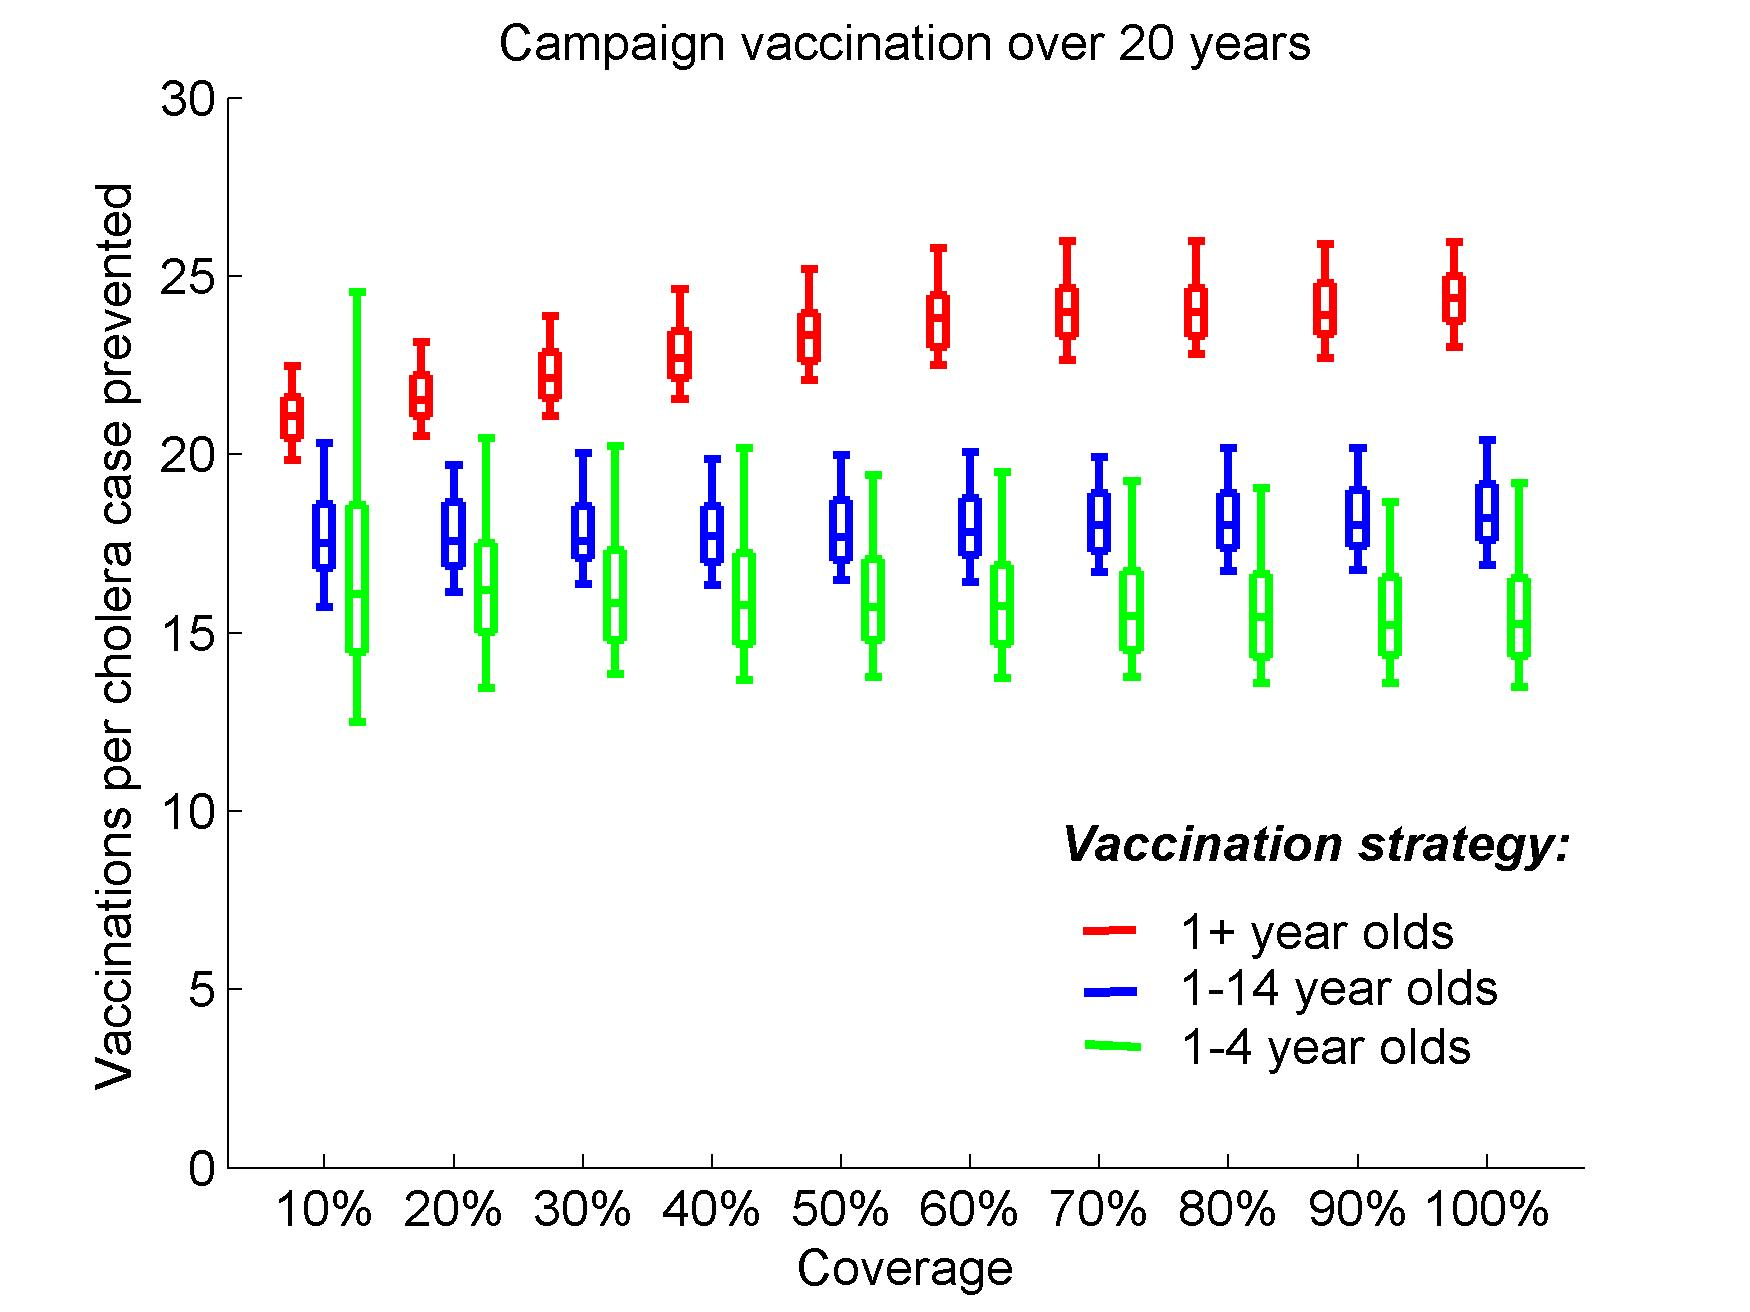 Campaign vaccination over 20 years
30
25
20
15
10
5
0
Vaccinations per cholera case prevented
Vaccination strategy:
1+ year olds
1-14 year olds
1-4 year olds
10% 20% 30% 40% 50% 60% 70% 80% 90% 100%
Coverage